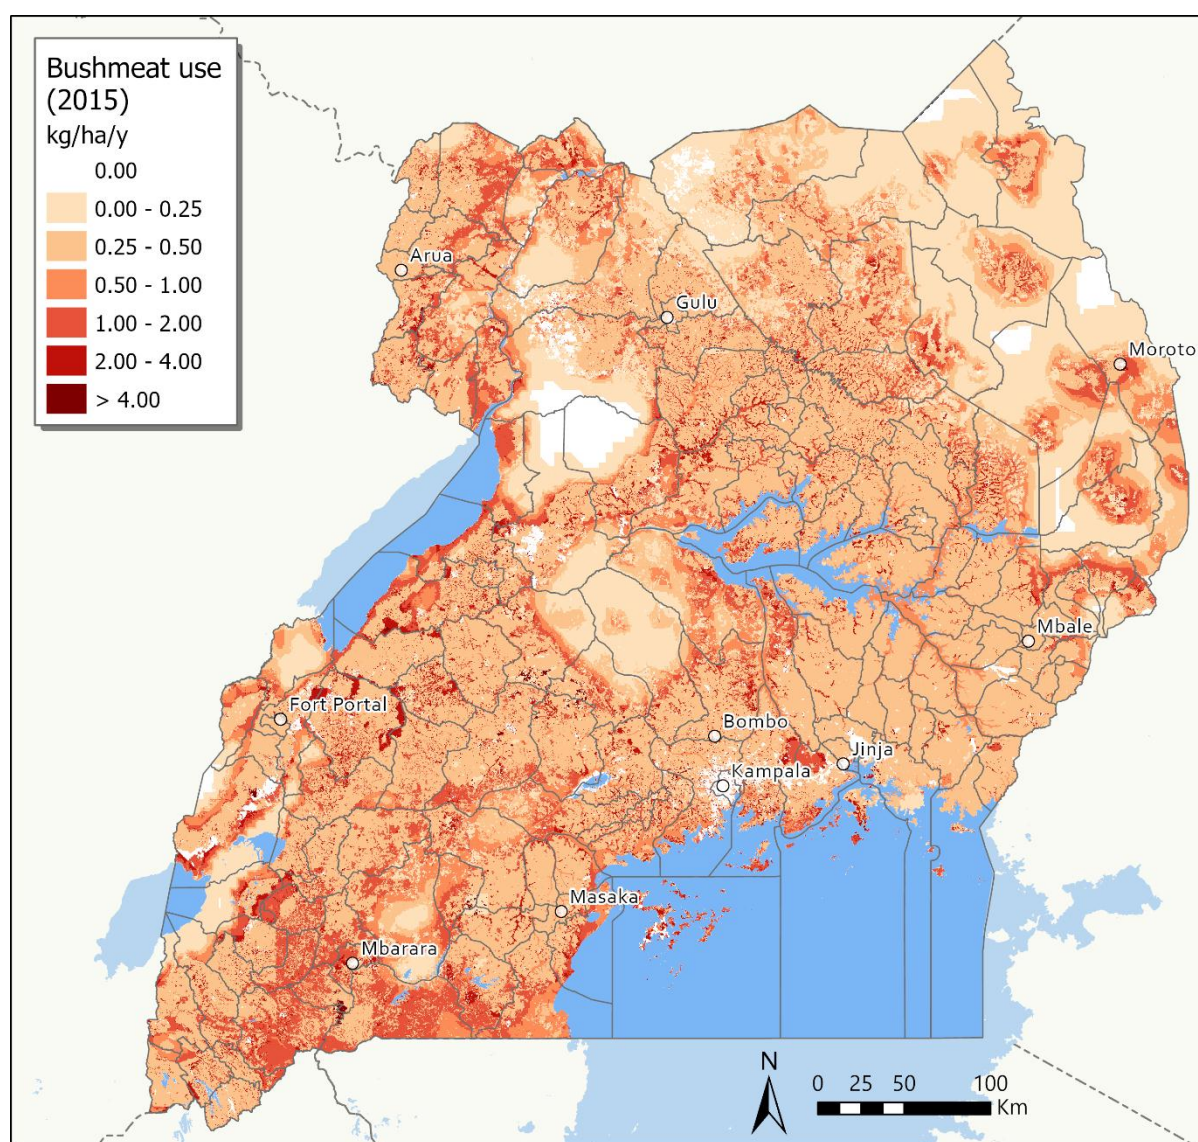 Bushmeat use
(2015)
kg/ha/y
0.00
0.00 - 0.25
0.25 - 0.50
0.50 - 1.00
1.00 - 2.00
2.00 - 4.00
> 4.00
Arua
Gulu
Moroto
Mbale
Fort Portal
Bombo
Jinja
Kampala
Masaka
Mbarara
N
0 25 50 100
Km